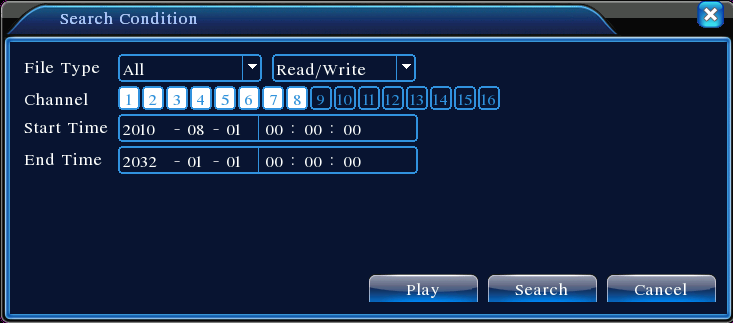 Search Condition
File Type All Read/Write
Channel 1 2 3 4 5 6 7 8 9 10 11 12 13 14 15 16
Start Time 2010 - 08 - 01 00 : 00 : 00
End Time 2032 - 01 - 01 00 : 00 : 00
Play Search Cancel